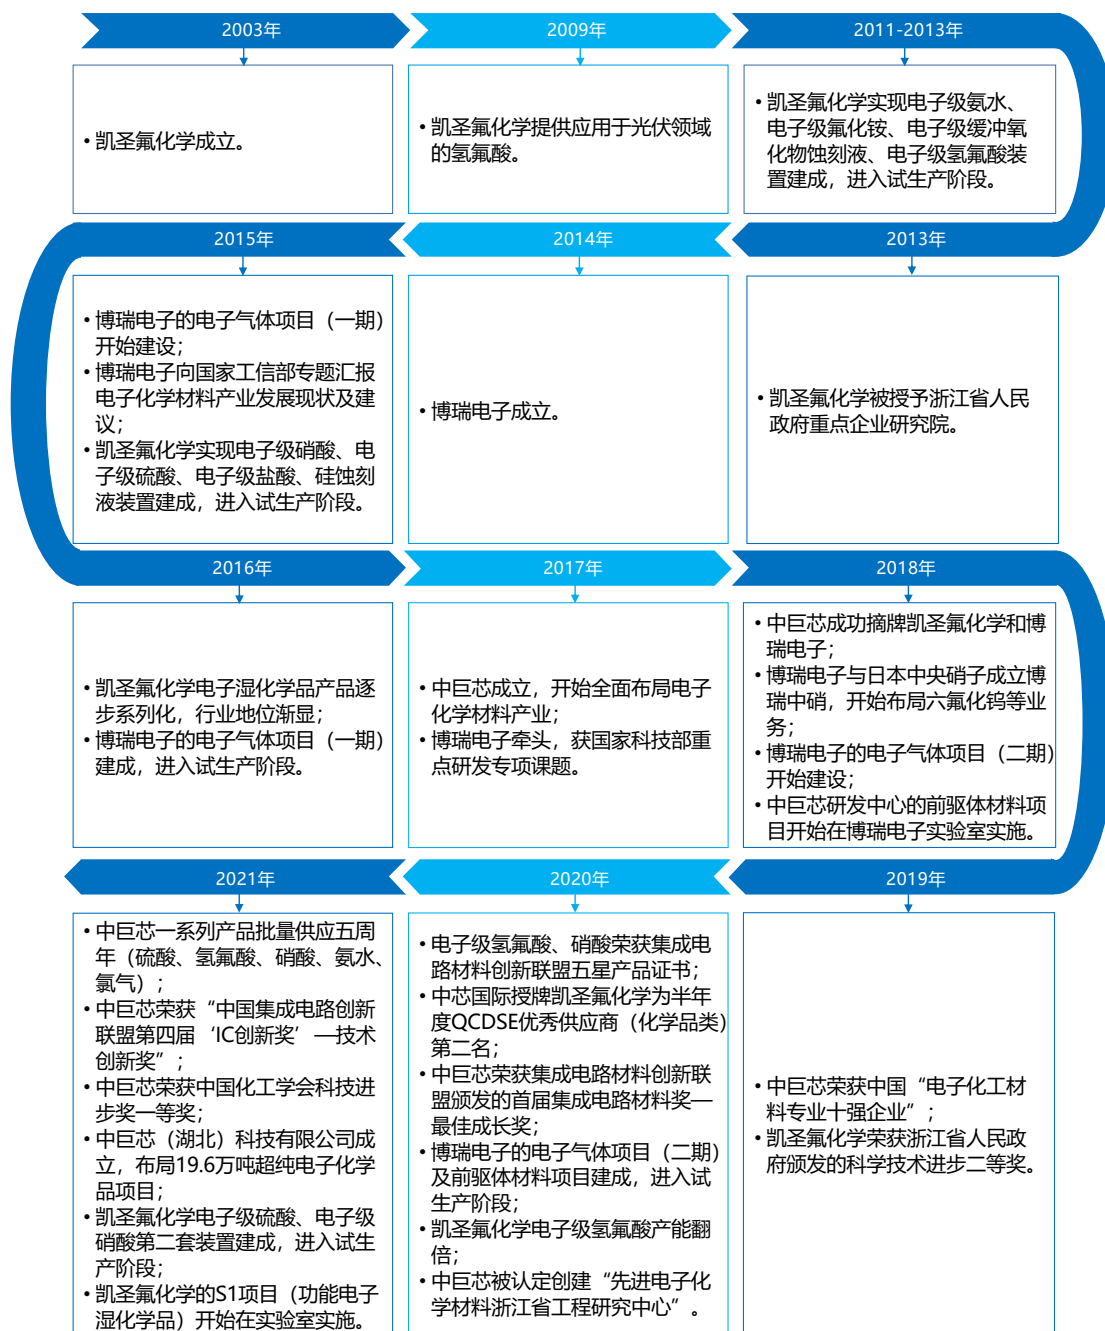 2003年
2009年
2011-2013年
• 凯圣氟化学成立。
• 凯圣氟化学提供应用于光伏领域
的氢氟酸。
• 凯圣氟化学实现电子级氨水、
电子级氟化铵、电子级缓冲氧
化物蚀刻液、电子级氢氟酸装
置建成，进入试生产阶段。
2013年
2014年
2015年
• 凯圣氟化学被授予浙江省人民
政府重点企业研究院。
• 博瑞电子成立。
• 博瑞电子的电子气体项目（一期）
开始建设；
• 博瑞电子向国家工信部专题汇报
电子化学材料产业发展现状及建
议；
• 凯圣氟化学实现电子级硝酸、电
子级硫酸、电子级盐酸、硅蚀刻
液装置建成，进入试生产阶段。
2016年
2017年
2018年
• 凯圣氟化学电子湿化学品产品逐
步系列化，行业地位渐显；
• 博瑞电子的电子气体项目（一期）
建成，进入试生产阶段。
• 中巨芯成立，开始全面布局电子
化学材料产业；
• 博瑞电子牵头，获国家科技部重
点研发专项课题。
• 中巨芯成功摘牌凯圣氟化学和博
瑞电子；
• 博瑞电子与日本中央硝子成立博
瑞中硝，开始布局六氟化钨等业
务；
• 博瑞电子的电子气体项目（二期）
开始建设；
• 中巨芯研发中心的前驱体材料项
目开始在博瑞电子实验室实施。
2019年
2020年
2021年
• 中巨芯荣获中国“电子化工材
料专业十强企业”；
• 凯圣氟化学荣获浙江省人民政
府颁发的科学技术进步二等奖。
• 电子级氢氟酸、硝酸荣获集成电
路材料创新联盟五星产品证书；
• 中芯国际授牌凯圣氟化学为半年
度QCDSE优秀供应商（化学品类）
第二名；
• 中巨芯荣获集成电路材料创新联
盟颁发的首届集成电路材料奖—
最佳成长奖；
• 博瑞电子的电子气体项目（二期）
及前驱体材料项目建成，进入试
生产阶段；
• 凯圣氟化学电子级氢氟酸产能翻
倍；
• 中巨芯被认定创建“先进电子化
学材料浙江省工程研究中心”。
• 中巨芯一系列产品批量供应五周
年（硫酸、氢氟酸、硝酸、氨水、
氯气）；
• 中巨芯荣获“中国集成电路创新
联盟第四届‘IC创新奖’—技术
创新奖”；
• 中巨芯荣获中国化工学会科技进
步奖一等奖；
• 中巨芯（湖北）科技有限公司成
立，布局19.6万吨超纯电子化学
品项目；
• 凯圣氟化学电子级硫酸、电子级
硝酸第二套装置建成，进入试生
产阶段；
• 凯圣氟化学的S1项目（功能电子
湿化学品）开始在实验室实施。